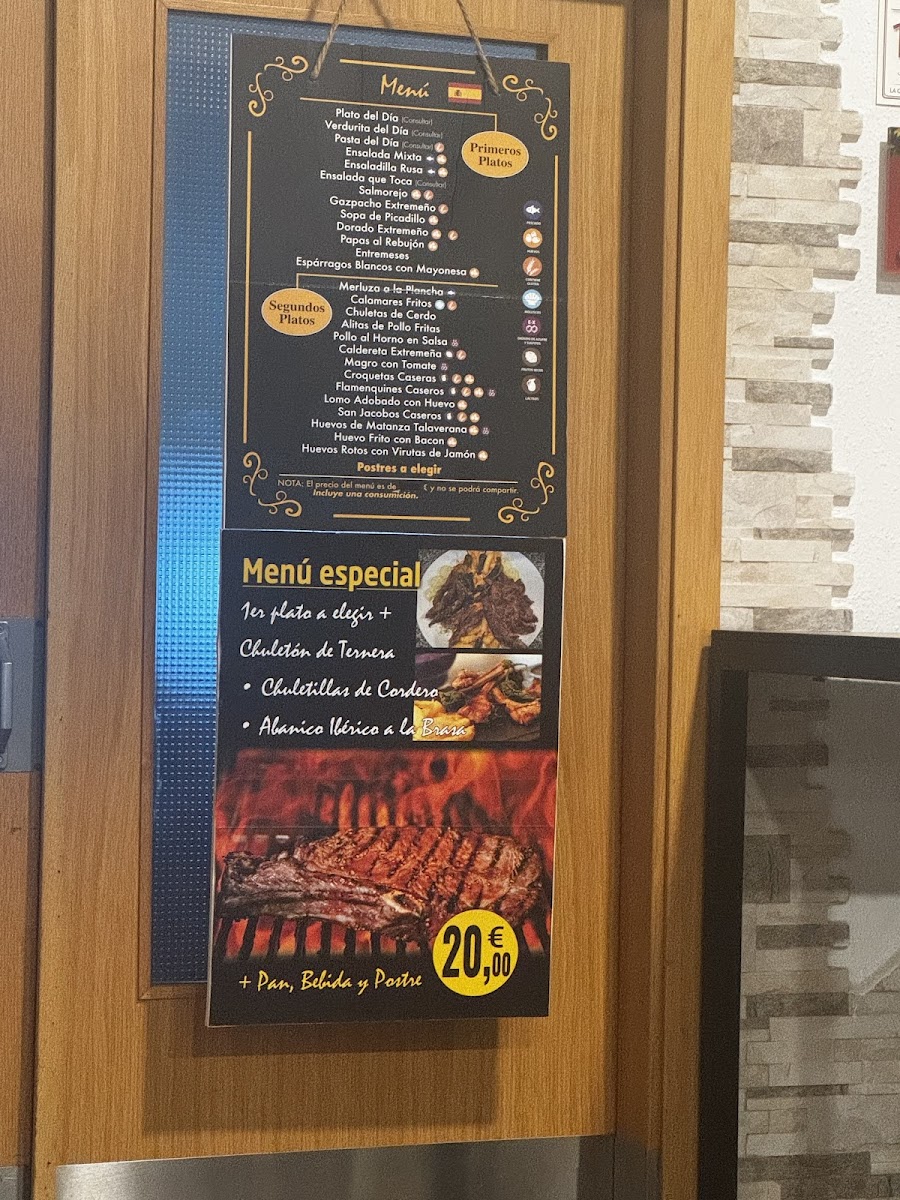 Menú
Primeros
Platos
Plato del Día (Consultar)
Verdurita del Día (Consultar)
Pasta del Día (Consultar)
Ensalada Mixta
Ensaladilla Rusa
Ensalada que Toca (Consultar)
Salmorejo
Gazpacho Extremeño
Sopa de Picadillo
Dorado Extremeño
Papas al Rebujón
Entremeses
Espárragos Blancos con Mayonesa
Segundos
Platos
Merluza a la Plancha
Calamares Fritos
Chuletas de Cerdo
Alitas de Pollo Fritas
Pollo al Horno en Salsa
Caldereta Extremeña
Magro con Tomate
Croquetas Caseras
Flamenquines Caseros
Lomo Adobado con Huevo
San Jacobos Caseros
Huevos de Matanza Talaverana
Huevo Frito con Bacon
Huevos Rotos con Virutas de Jamón
Postres a elegir
NOTA: El precio del menú es de € y no se podrá compartir.
Incluye una consumición.
Menú especial
1er plato a elegir +
Chuletón de Ternera
• Chuletillas de Cordero
• Abanico Ibérico a la Brasa
20,00 €
+ Pan, Bebida y Postre